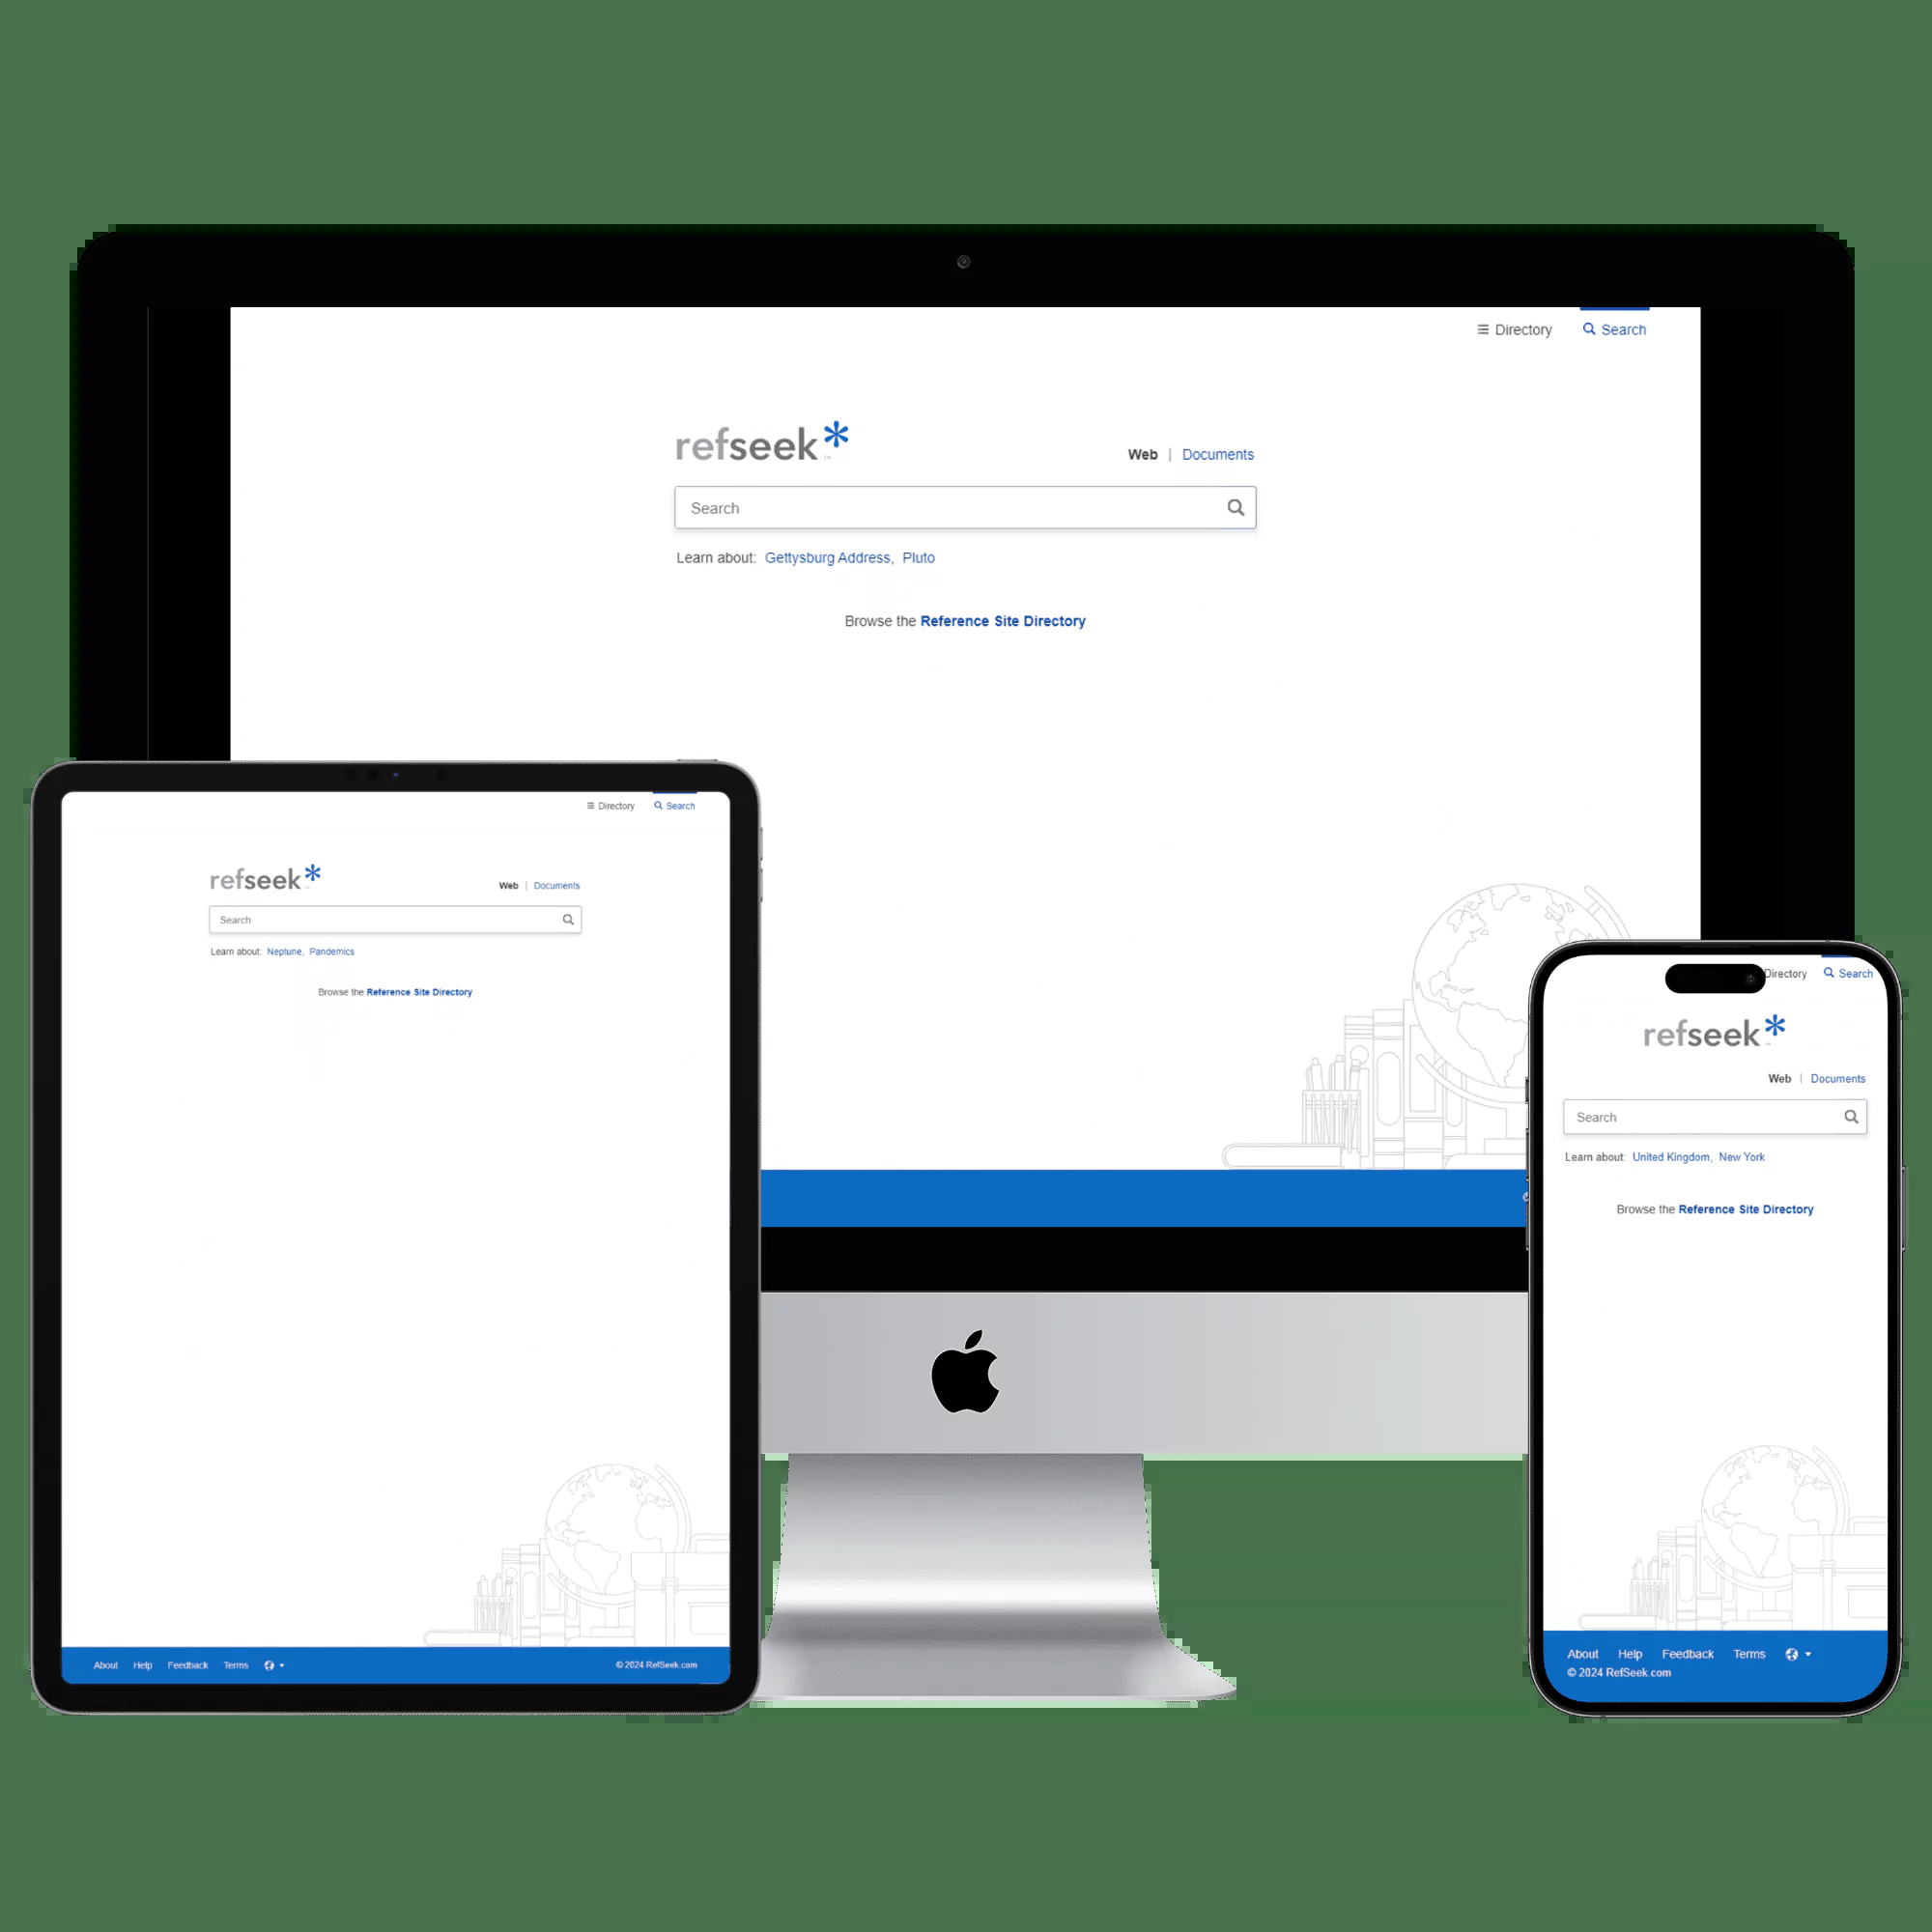 Directory Search
refseek*
Web | Documents
Search
Learn about: Gettysburg Address, Pluto
Browse the Reference Site Directory
Directory Search
refseek*
Web | Documents
Search
Learn about: Neptune, Pandemics
Browse the Reference Site Directory
About Help Feedback Terms © 2024 RefSeek.com
Directory Search
refseek*
Web | Documents
Search
Learn about: United Kingdom, New York
Browse the Reference Site Directory
About Help Feedback Terms
© 2024 RefSeek.com